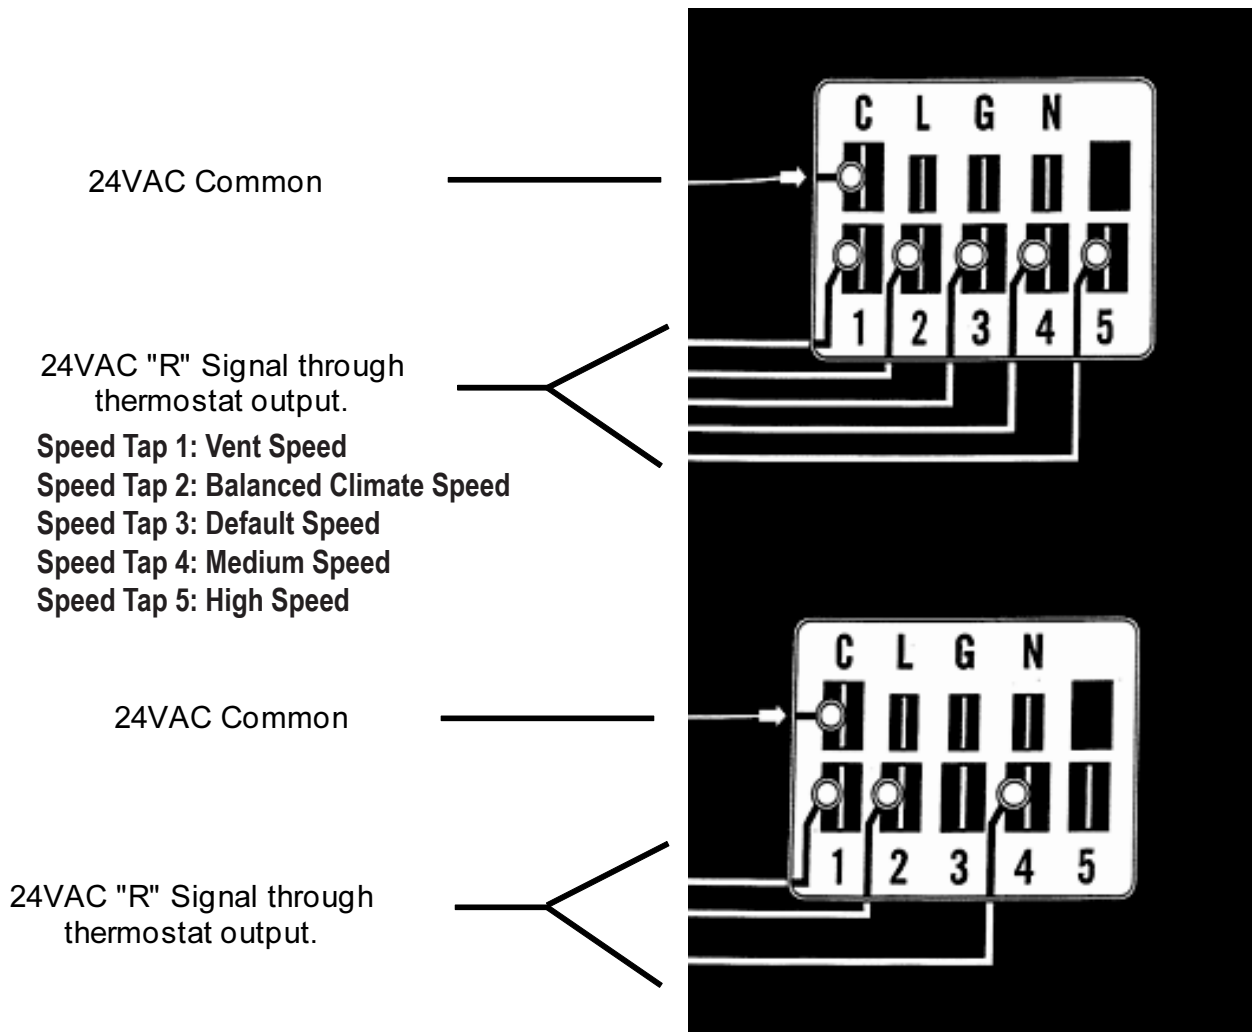 C L G N
24VAC Common
1 2 3 4 5
24VAC "R" Signal through
thermostat output.
Speed Tap 1: Vent Speed
Speed Tap 2: Balanced Climate Speed
Speed Tap 3: Default Speed
Speed Tap 4: Medium Speed
Speed Tap 5: High Speed
C L G N
24VAC Common
1 2 3 4 5
24VAC "R" Signal through
thermostat output.